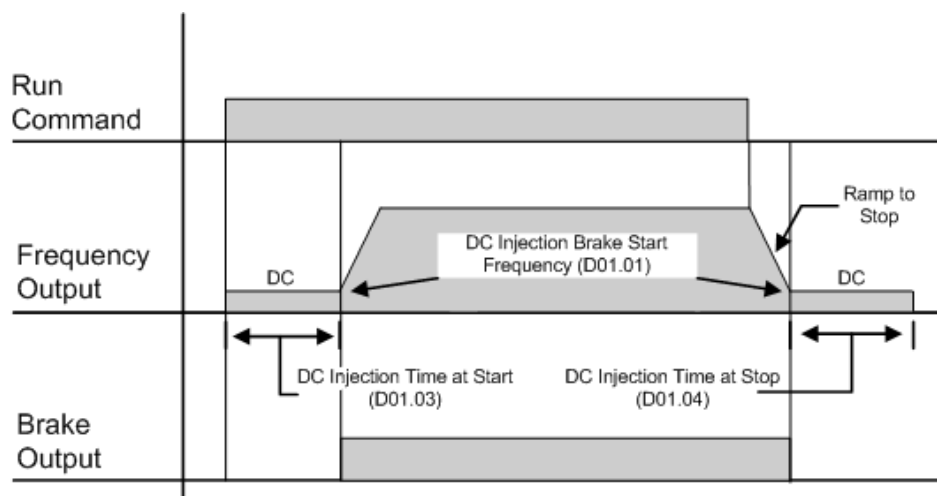 Run
Command
Ramp to
Stop
Frequency
Output
DC Injection Brake Start
Frequency (D01.01)
DC
DC
DC Injection Time at Start
(D01.03)
DC Injection Time at Stop
(D01.04)
Brake
Output